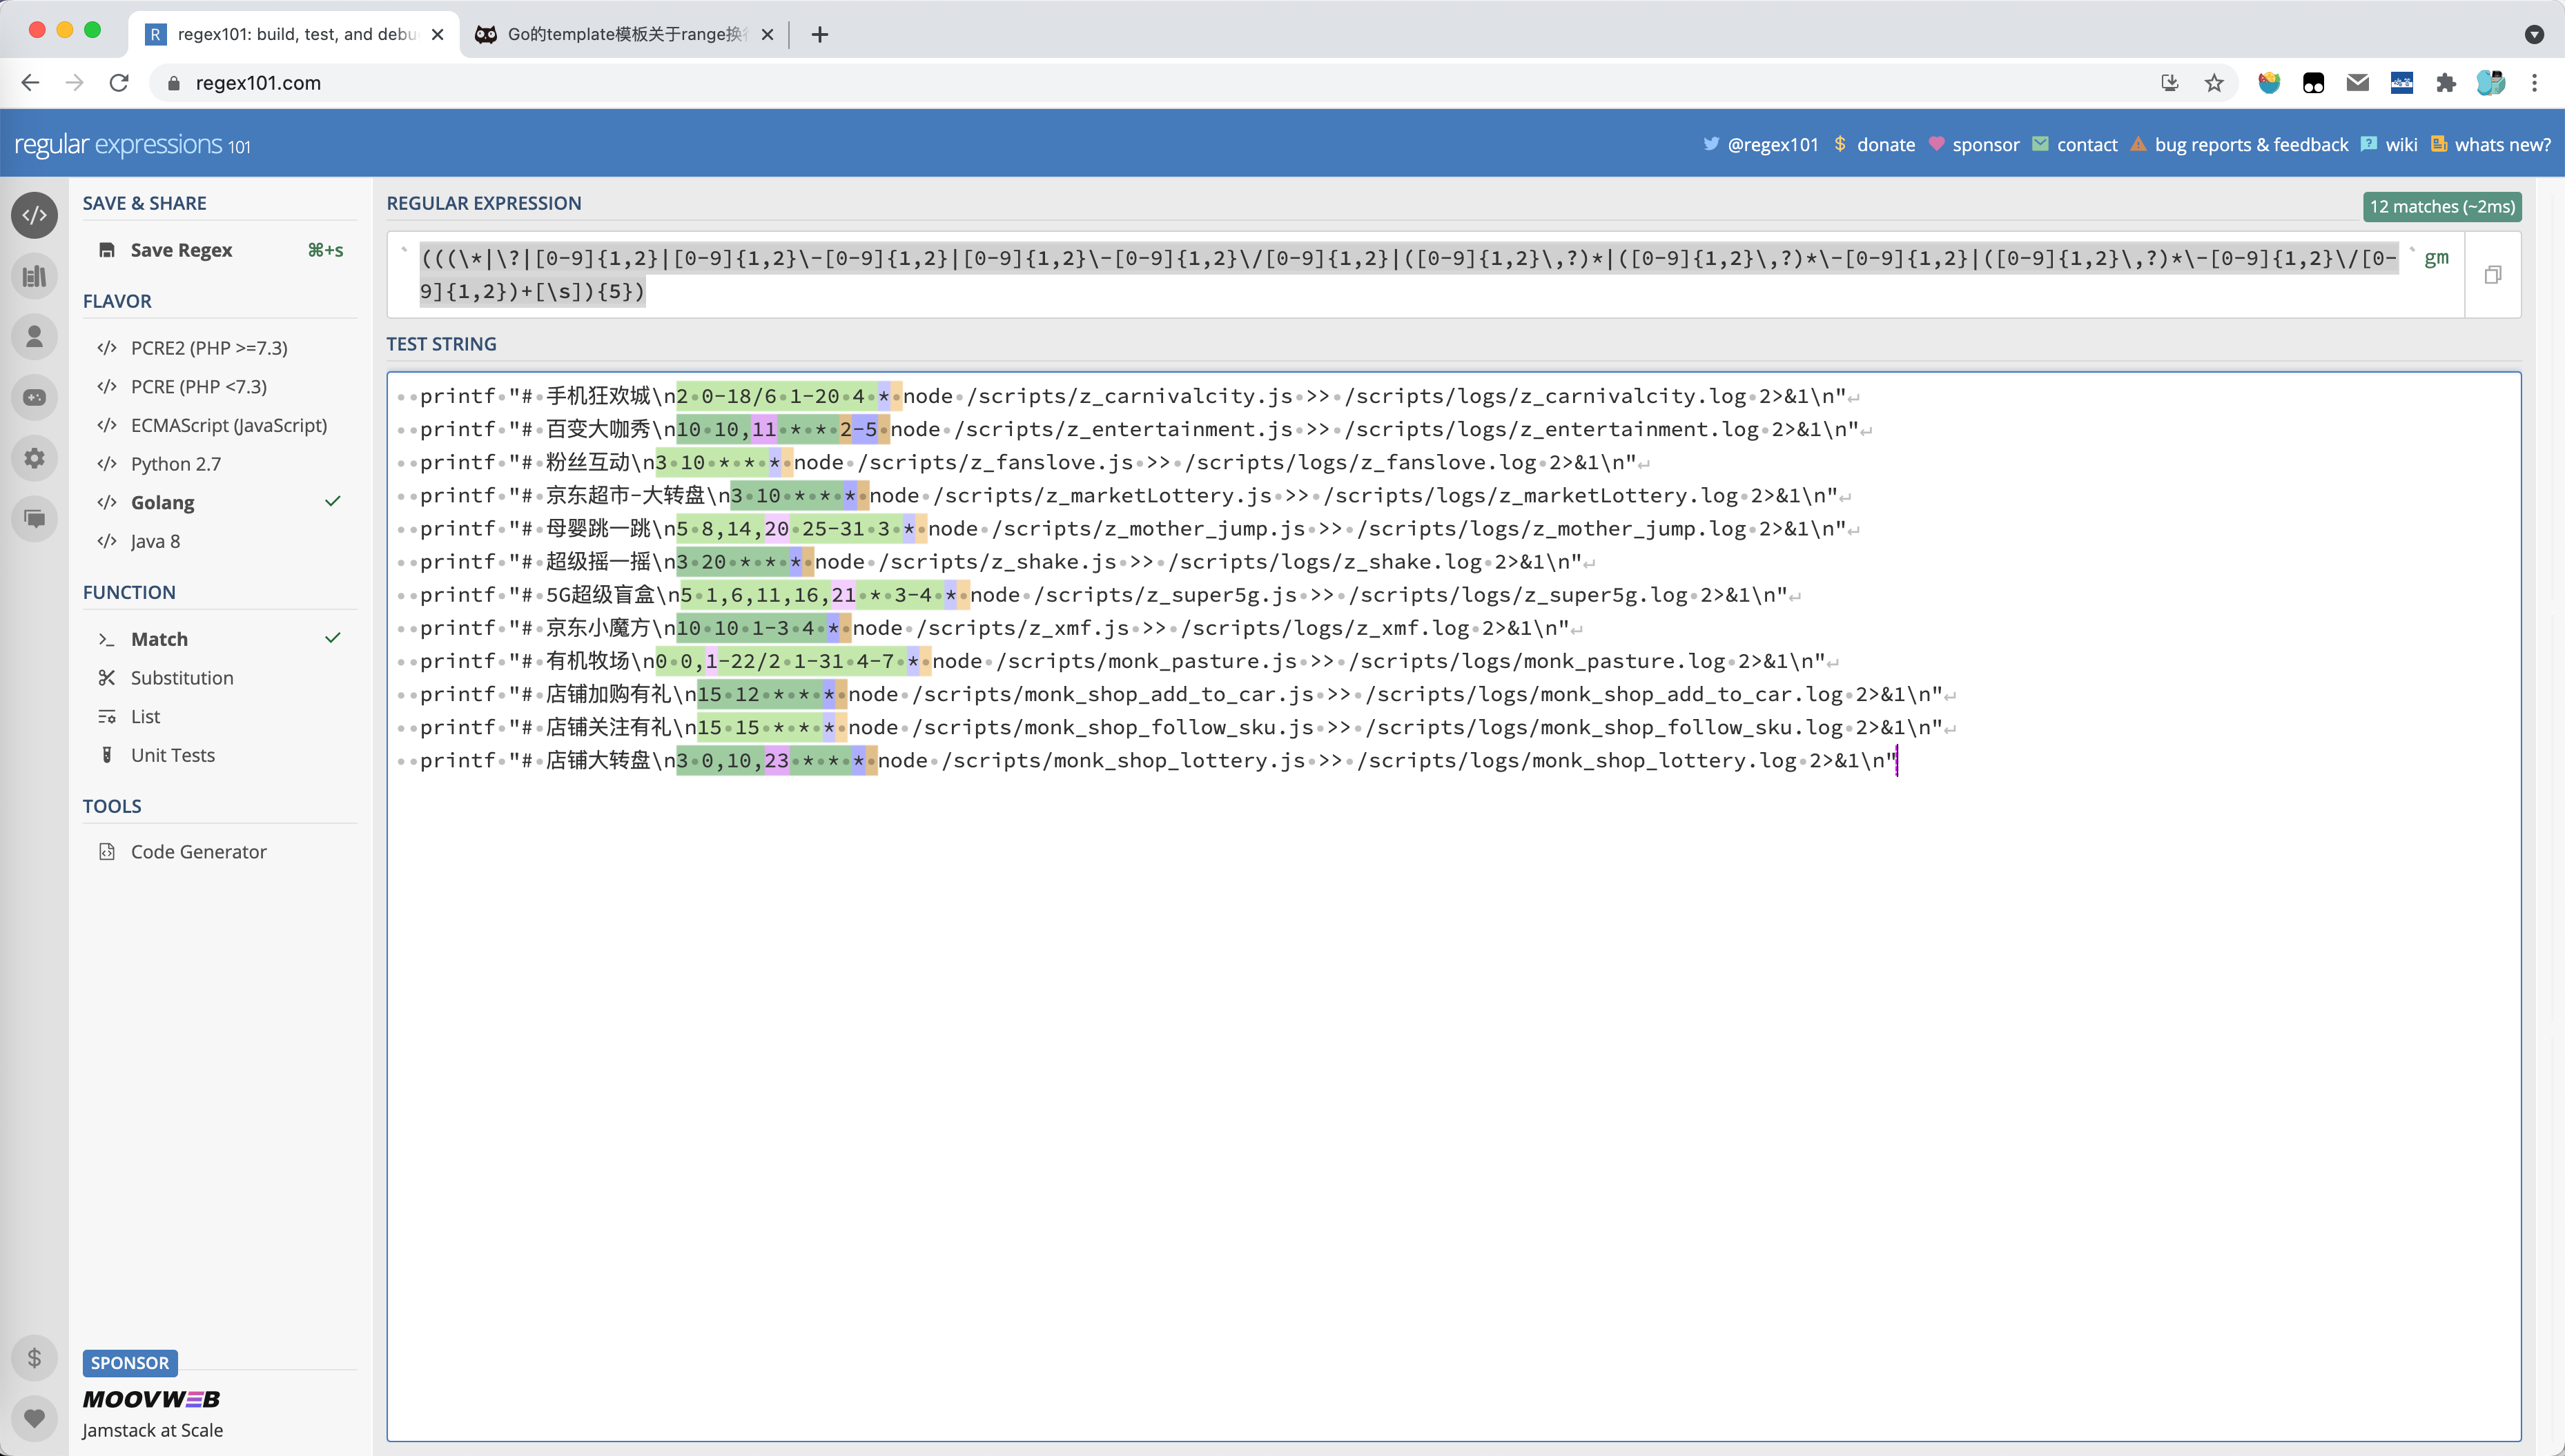 regex101: build, test, and debu
Go的template模板关于range换
regex101.com
regular expressions 101
@regex101
donate
sponsor
contact
bug reports & feedback
wiki
whats new?
SAVE & SHARE
Save Regex ⌘+s
FLAVOR
PCRE2 (PHP >=7.3)
PCRE (PHP <7.3)
ECMAScript (JavaScript)
Python 2.7
Golang
Java 8
FUNCTION
Match
Substitution
List
Unit Tests
TOOLS
Code Generator
SPONSOR
MOOVWEB
Jamstack at Scale
REGULAR EXPRESSION
12 matches (~2ms)
` (((\*|\?|[0-9]{1,2}|[0-9]{1,2}\-[0-9]{1,2}|[0-9]{1,2}\-[0-9]{1,2}\/[0-9]{1,2}|([0-9]{1,2}\,?)*|([0-9]{1,2}\,?)*\-[0-9]{1,2}|([0-9]{1,2}\,?)*\-[0-9]{1,2}\/[0- ` gm
9]{1,2})+[\s]){5})
TEST STRING
printf "# 手机狂欢城\n2 0-18/6 1-20 4 * node /scripts/z_carnivalcity.js >> /scripts/logs/z_carnivalcity.log 2>&1\n"
printf "# 百变大咖秀\n10 10,11 * * 2-5 node /scripts/z_entertainment.js >> /scripts/logs/z_entertainment.log 2>&1\n"
printf "# 粉丝互动\n3 10 * * * node /scripts/z_fanslove.js >> /scripts/logs/z_fanslove.log 2>&1\n"
printf "# 京东超市-大转盘\n3 10 * * * node /scripts/z_marketLottery.js >> /scripts/logs/z_marketLottery.log 2>&1\n"
printf "# 母婴跳一跳\n5 8,14,20 25-31 3 * node /scripts/z_mother_jump.js >> /scripts/logs/z_mother_jump.log 2>&1\n"
printf "# 超级摇一摇\n3 20 * * * node /scripts/z_shake.js >> /scripts/logs/z_shake.log 2>&1\n"
printf "# 5G超级盲盒\n5 1,6,11,16,21 * 3-4 * node /scripts/z_super5g.js >> /scripts/logs/z_super5g.log 2>&1\n"
printf "# 京东小魔方\n10 10 1-3 4 * node /scripts/z_xmf.js >> /scripts/logs/z_xmf.log 2>&1\n"
printf "# 有机牧场\n0 0,1-22/2 1-31 4-7 * node /scripts/monk_pasture.js >> /scripts/logs/monk_pasture.log 2>&1\n"
printf "# 店铺加购有礼\n15 12 * * * node /scripts/monk_shop_add_to_car.js >> /scripts/logs/monk_shop_add_to_car.log 2>&1\n"
printf "# 店铺关注有礼\n15 15 * * * node /scripts/monk_shop_follow_sku.js >> /scripts/logs/monk_shop_follow_sku.log 2>&1\n"
printf "# 店铺大转盘\n3 0,10,23 * * * node /scripts/monk_shop_lottery.js >> /scripts/logs/monk_shop_lottery.log 2>&1\n"